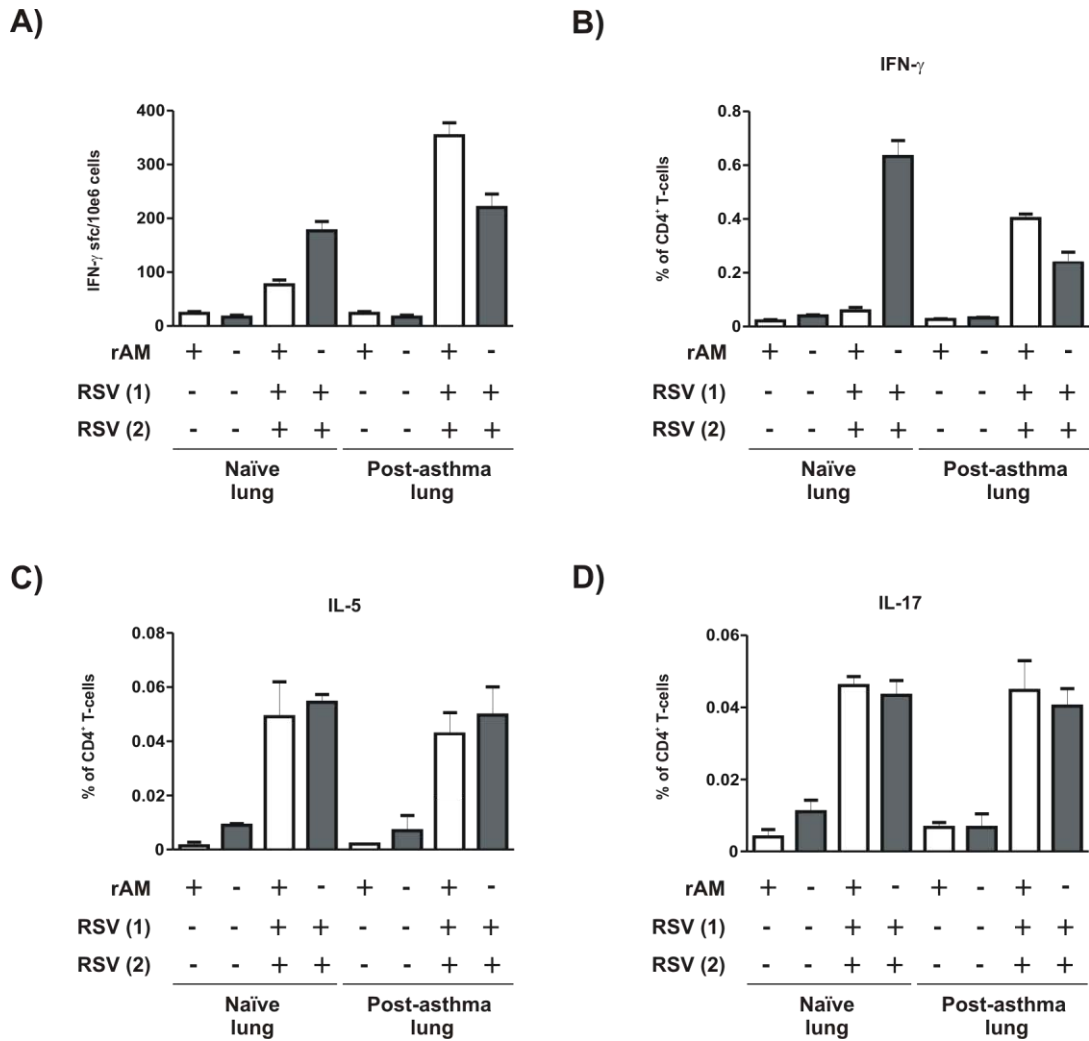 A)
IFN-γ sfc/10e6 cells
400
300
200
100
0
rAM + - + - + - + -
RSV (1) - - + + - - + +
RSV (2) - - + + - - + +
Naïve lung Post-asthma lung
B)
IFN-γ
% of CD4⁺ T-cells
0.8
0.6
0.4
0.2
0
rAM + - + - + - + -
RSV (1) - - + + - - + +
RSV (2) - - + + - - + +
Naïve lung Post-asthma lung
C)
IL-5
% of CD4⁺ T-cells
0.08
0.06
0.04
0.02
0
rAM + - + - + - + -
RSV (1) - - + + - - + +
RSV (2) - - + + - - + +
Naïve lung Post-asthma lung
D)
IL-17
% of CD4⁺ T-cells
0.06
0.04
0.02
0
rAM + - + - + - + -
RSV (1) - - + + - - + +
RSV (2) - - + + - - + +
Naïve lung Post-asthma lung